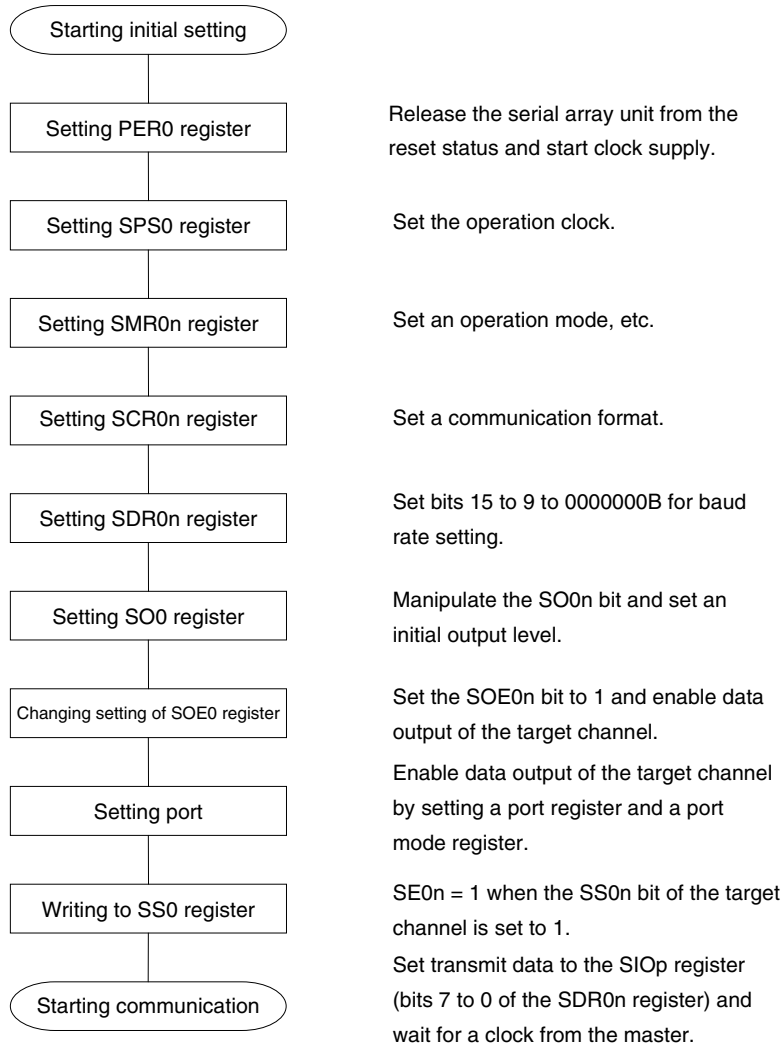 Starting initial setting
Setting PER0 register
Release the serial array unit from the
reset status and start clock supply.
Setting SPS0 register
Set the operation clock.
Setting SMR0n register
Set an operation mode, etc.
Setting SCR0n register
Set a communication format.
Setting SDR0n register
Set bits 15 to 9 to 0000000B for baud
rate setting.
Setting SO0 register
Manipulate the SO0n bit and set an
initial output level.
Changing setting of SOE0 register
Set the SOE0n bit to 1 and enable data
output of the target channel.
Setting port
Enable data output of the target channel
by setting a port register and a port
mode register.
Writing to SS0 register
SE0n = 1 when the SS0n bit of the target
channel is set to 1.
Starting communication
Set transmit data to the SIOp register
(bits 7 to 0 of the SDR0n register) and
wait for a clock from the master.